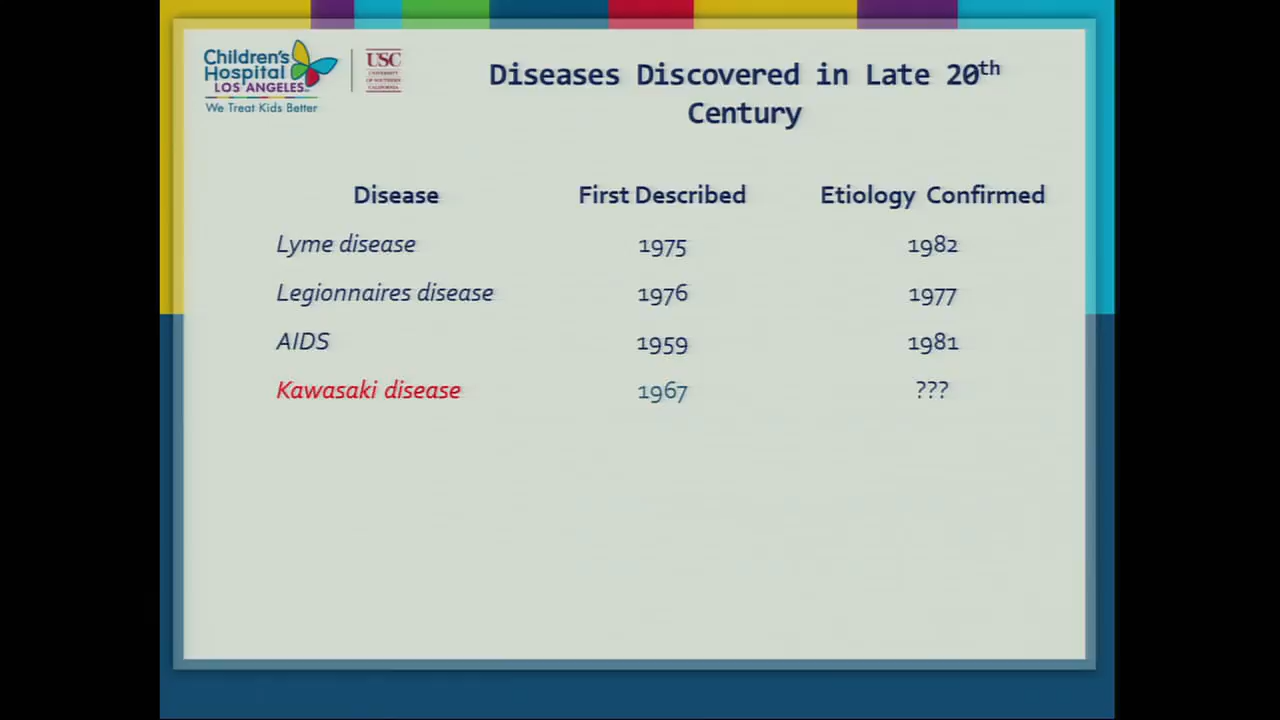 Children's
Hospital
LOS ANGELES
We Treat Kids Better
USC
UNIVERSITY
OF SOUTHERN
CALIFORNIA
Diseases Discovered in Late 20th
Century
Disease First Described Etiology Confirmed
Lyme disease 1975 1982
Legionnaires disease 1976 1977
AIDS 1959 1981
Kawasaki disease 1967 ???